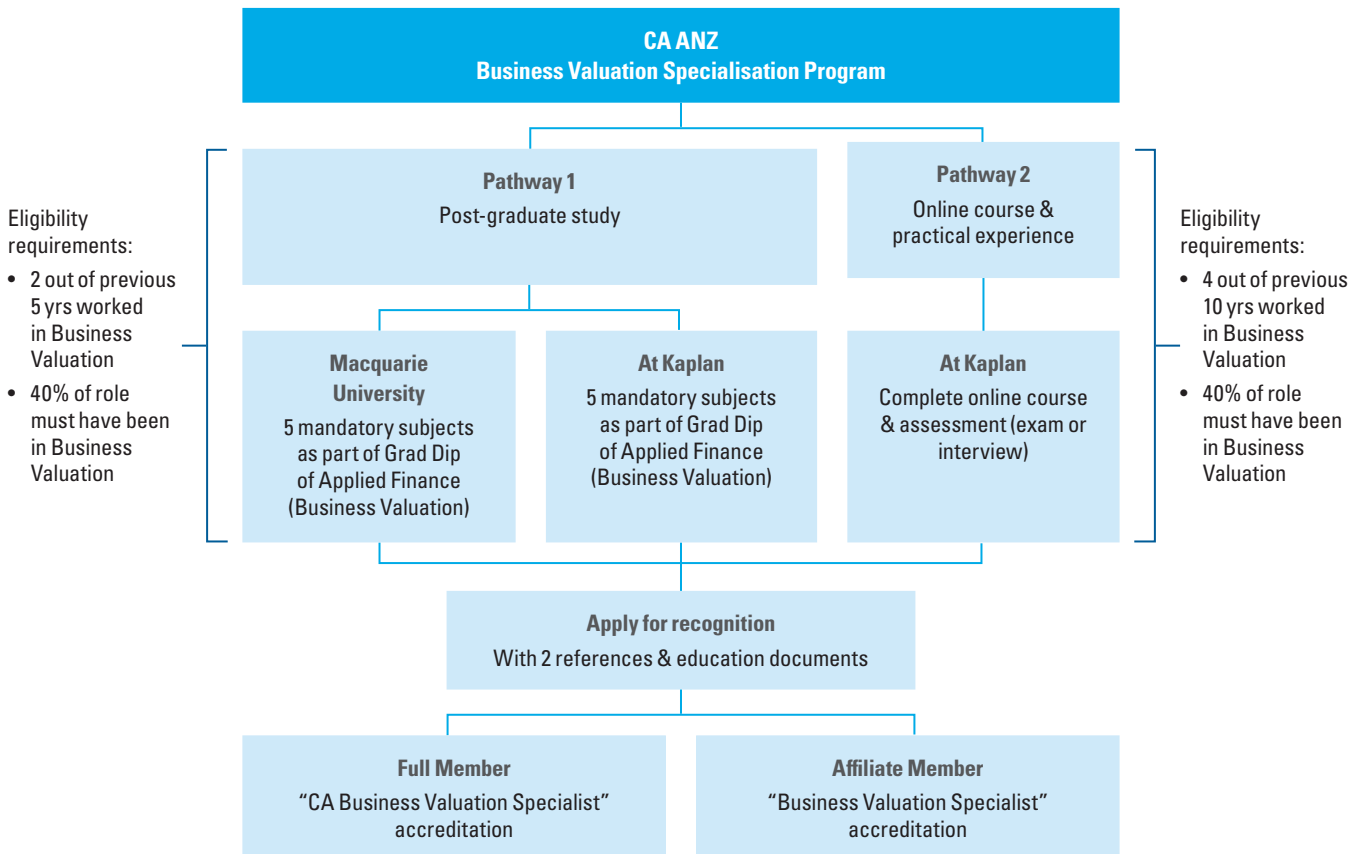 CA ANZ
Business Valuation Specialisation Program
Eligibility
requirements:
• 2 out of previous
5 yrs worked
in Business
Valuation
• 40% of role
must have been
in Business
Valuation
Pathway 1
Post-graduate study
Pathway 2
Online course &
practical experience
Eligibility
requirements:
• 4 out of previous
10 yrs worked
in Business
Valuation
• 40% of role
must have been
in Business
Valuation
Macquarie
University
5 mandatory subjects
as part of Grad Dip
of Applied Finance
(Business Valuation)
At Kaplan
5 mandatory subjects
as part of Grad Dip
of Applied Finance
(Business Valuation)
At Kaplan
Complete online course
& assessment (exam or
interview)
Apply for recognition
With 2 references & education documents
Full Member
“CA Business Valuation Specialist”
accreditation
Affiliate Member
“Business Valuation Specialist”
accreditation